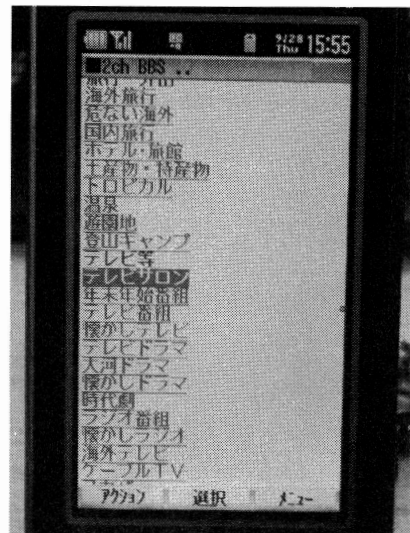 9/28 Thu 15:55
■2ch BBS ..
海外旅行
危ない海外
国内旅行
ホテル・旅館
土産物・特産物
トロピカル
温泉
遊園地
登山キャンプ
テレビ等
テレビサロン
年末年始番組
テレビ番組
懐かしテレビ
テレビドラマ
大河ドラマ
懐かしドラマ
時代劇
ラジオ番組
懐かしラジオ
海外テレビ
ケーブルTV
アクション 選択 メニュー